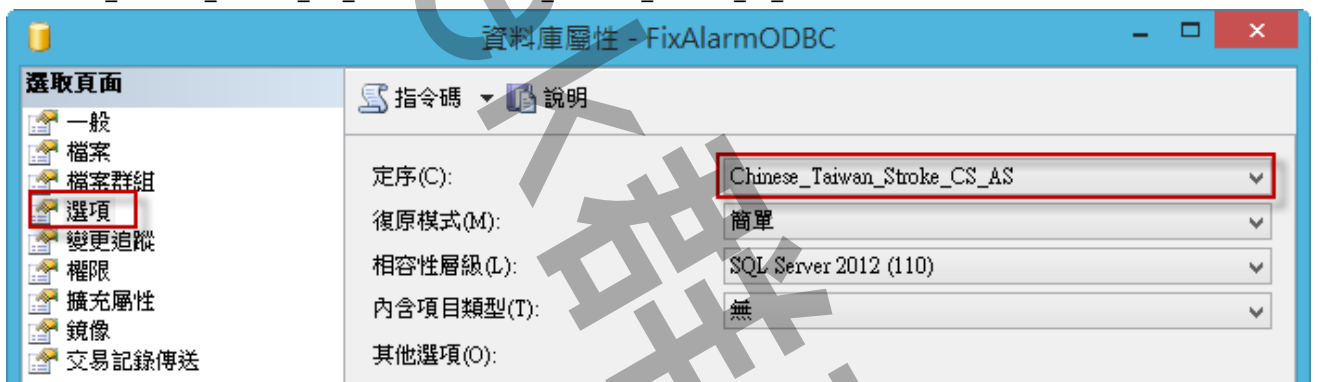 資料庫屬性 - FixAlarmODBC
選取頁面
一般
檔案
檔案群組
選項
變更追蹤
權限
擴充屬性
鏡像
交易記錄傳送
指令碼 說明
定序(C): Chinese_Taiwan_Stroke_CS_AS
復原模式(M): 簡單
相容性層級(L): SQL Server 2012 (110)
內含項目類型(T): 無
其他選項(O):